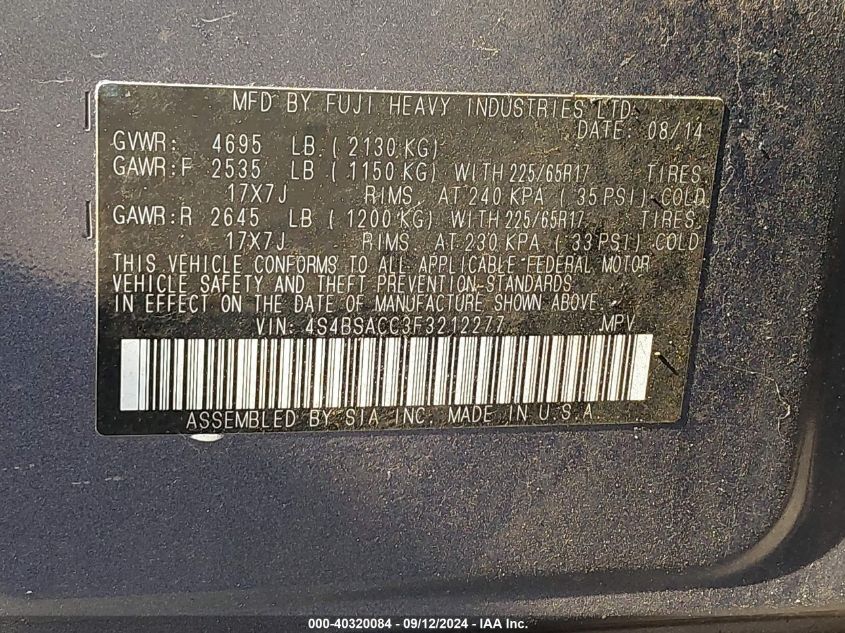 MFD BY FUJI HEAVY INDUSTRIES LTD.
DATE: 08/14
GVWR: 4695 LB ( 2130 KG)
GAWR:F 2535 LB ( 1150 KG) WITH 225/65R17 TIRES
17X7J RIMS, AT 240 KPA ( 35 PSI) COLD
GAWR:R 2645 LB ( 1200 KG) WITH 225/65R17 TIRES
17X7J RIMS, AT 230 KPA ( 33 PSI) COLD
THIS VEHICLE CONFORMS TO ALL APPLICABLE FEDERAL MOTOR
VEHICLE SAFETY AND THEFT PREVENTION STANDARDS
IN EFFECT ON THE DATE OF MANUFACTURE SHOWN ABOVE.
VIN: 4S4BSACC3F3212277 MPV
ASSEMBLED BY SIA INC. MADE IN U.S.A
000-40320084 - 09/12/2024 - IAA Inc.